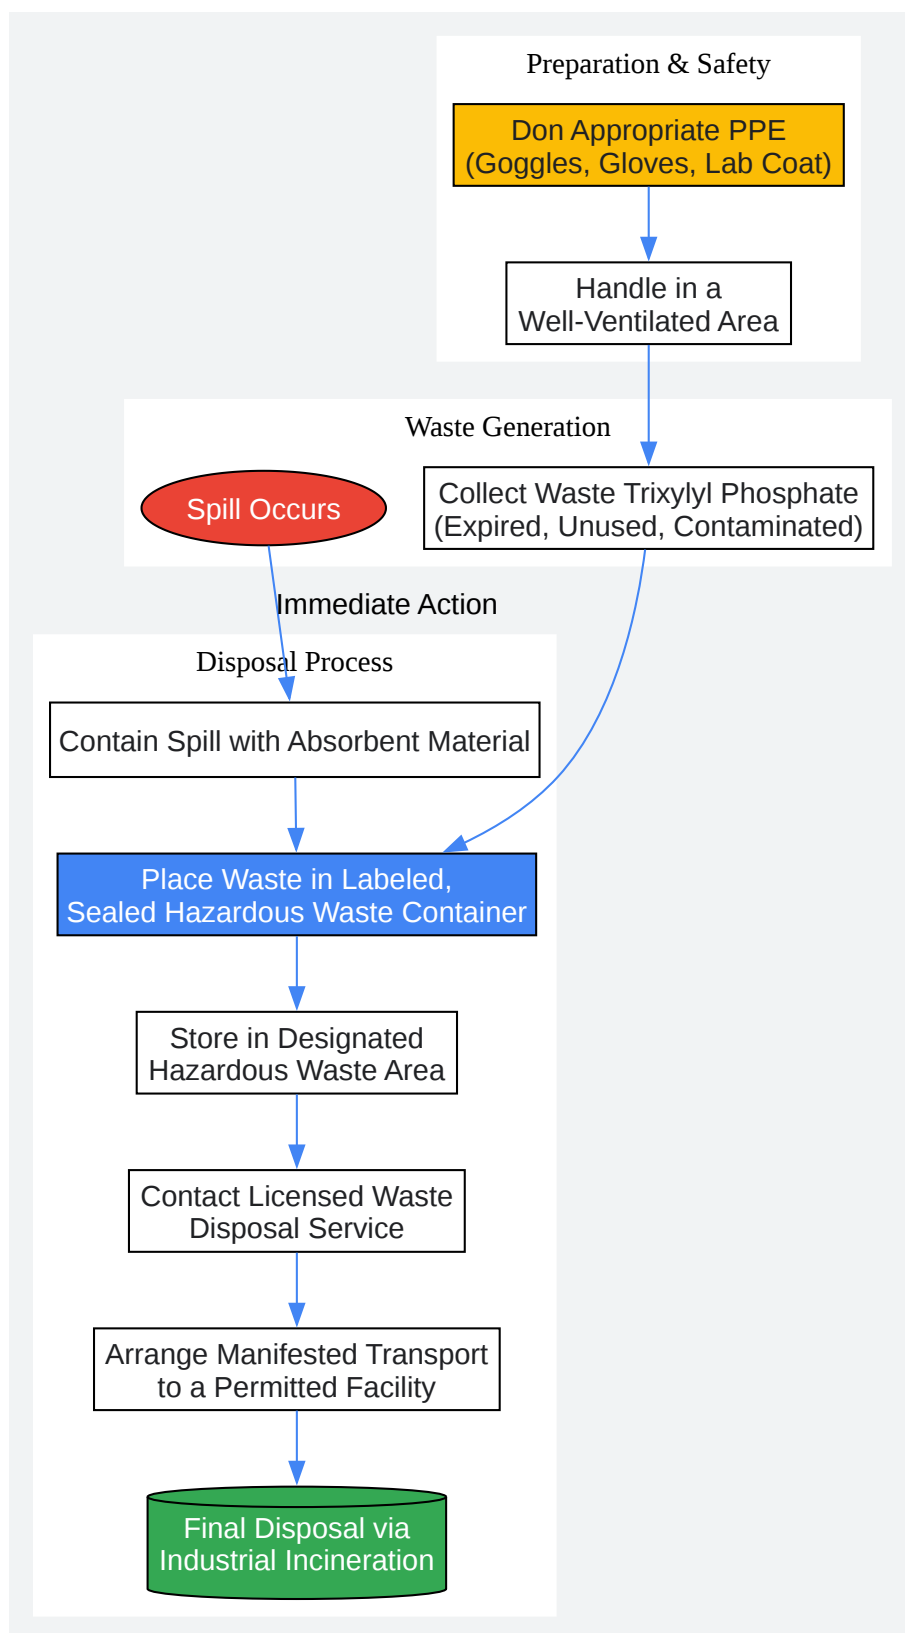 Preparation & Safety
Don Appropriate PPE
(Goggles, Gloves, Lab Coat)
Handle in a
Well-Ventilated Area
Waste Generation
Spill Occurs
Collect Waste Trixylyl Phosphate
(Expired, Unused, Contaminated)
Immediate Action
Disposal Process
Contain Spill with Absorbent Material
Place Waste in Labeled,
Sealed Hazardous Waste Container
Store in Designated
Hazardous Waste Area
Contact Licensed Waste
Disposal Service
Arrange Manifested Transport
to a Permitted Facility
Final Disposal via
Industrial Incineration